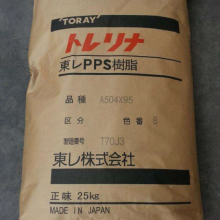 'TORAY'
トレリナ
東レPPS樹脂
品種 A504X95
区分 色番 B
製造番号 T70J3
東レ株式会社
正味 25kg
MADE IN JAPAN